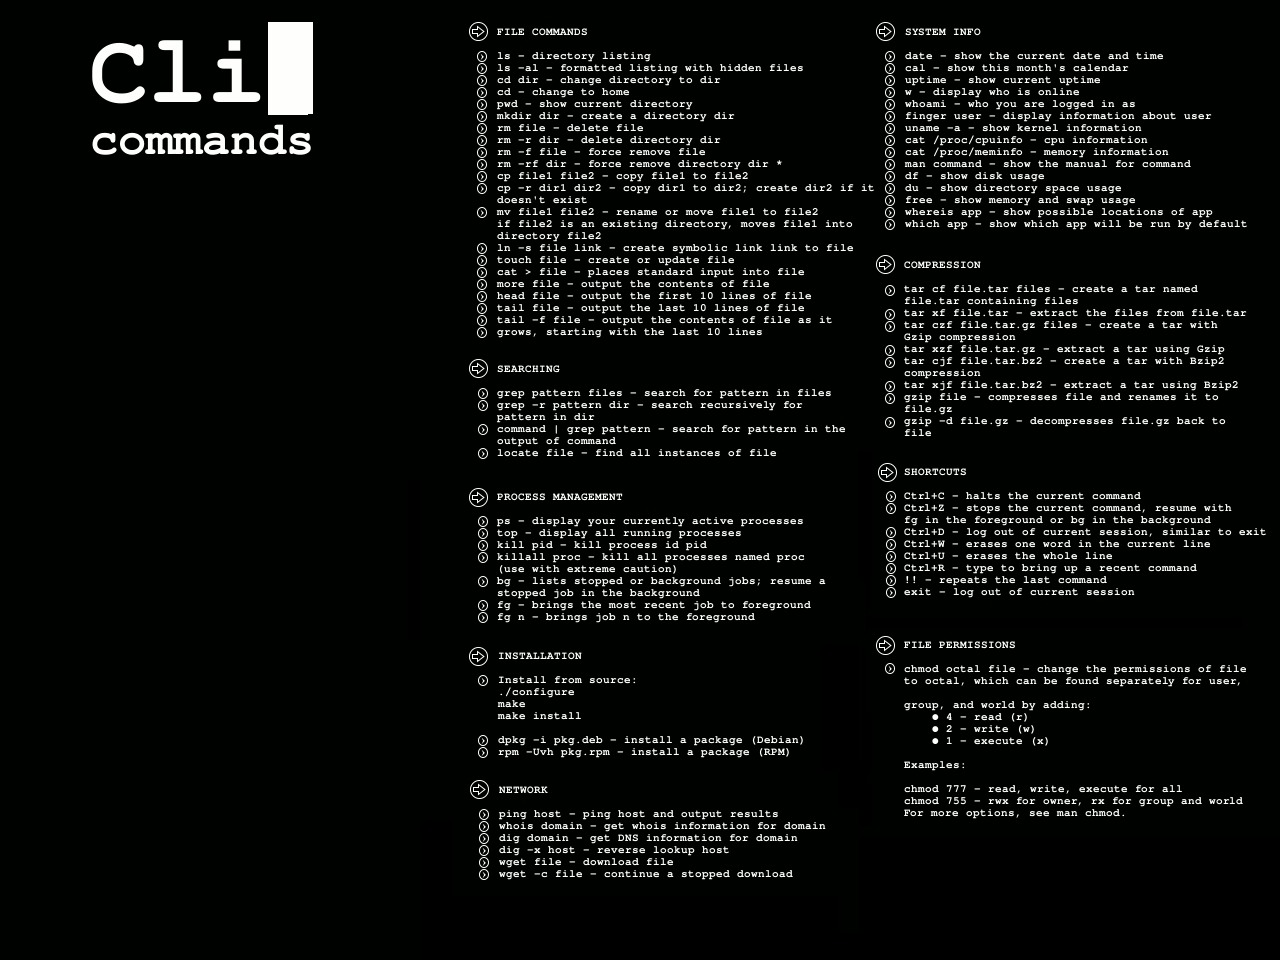 Cli
commands
FILE COMMANDS
ls – directory listing
ls –al – formatted listing with hidden files
cd dir – change directory to dir
cd – change to home
pwd – show current directory
mkdir dir – create a directory dir
rm file – delete file
rm –r dir – delete directory dir
rm –f file – force remove file
rm –rf dir – force remove directory dir *
cp file1 file2 – copy file1 to file2
cp –r dir1 dir2 – copy dir1 to dir2; create dir2 if it
doesn't exist
mv file1 file2 – rename or move file1 to file2
if file2 is an existing directory, moves file1 into
directory file2
ln –s file link – create symbolic link link to file
touch file – create or update file
cat > file – places standard input into file
more file – output the contents of file
head file – output the first 10 lines of file
tail file – output the last 10 lines of file
tail –f file – output the contents of file as it
grows, starting with the last 10 lines
SEARCHING
grep pattern files – search for pattern in files
grep –r pattern dir – search recursively for
pattern in dir
command | grep pattern – search for pattern in the
output of command
locate file – find all instances of file
PROCESS MANAGEMENT
ps – display your currently active processes
top – display all running processes
kill pid – kill process id pid
killall proc – kill all processes named proc
(use with extreme caution)
bg – lists stopped or background jobs; resume a
stopped job in the background
fg – brings the most recent job to foreground
fg n – brings job n to the foreground
INSTALLATION
Install from source:
./configure
make
make install
dpkg –i pkg.deb – install a package (Debian)
rpm –Uvh pkg.rpm – install a package (RPM)
NETWORK
ping host – ping host and output results
whois domain – get whois information for domain
dig domain – get DNS information for domain
dig –x host – reverse lookup host
wget file – download file
wget –c file – continue a stopped download
SYSTEM INFO
date – show the current date and time
cal – show this month's calendar
uptime – show current uptime
w – display who is online
whoami – who you are logged in as
finger user – display information about user
uname –a – show kernel information
cat /proc/cpuinfo – cpu information
cat /proc/meminfo – memory information
man command – show the manual for command
df – show disk usage
du – show directory space usage
free – show memory and swap usage
whereis app – show possible locations of app
which app – show which app will be run by default
COMPRESSION
tar cf file.tar files – create a tar named
file.tar containing files
tar xf file.tar – extract the files from file.tar
tar czf file.tar.gz files – create a tar with
Gzip compression
tar xzf file.tar.gz – extract a tar using Gzip
tar cjf file.tar.bz2 – create a tar with Bzip2
compression
tar xjf file.tar.bz2 – extract a tar using Bzip2
gzip file – compresses file and renames it to
file.gz
gzip –d file.gz – decompresses file.gz back to
file
SHORTCUTS
Ctrl+C – halts the current command
Ctrl+Z – stops the current command, resume with
fg in the foreground or bg in the background
Ctrl+D – log out of current session, similar to exit
Ctrl+W – erases one word in the current line
Ctrl+U – erases the whole line
Ctrl+R – type to bring up a recent command
!! – repeats the last command
exit – log out of current session
FILE PERMISSIONS
chmod octal file – change the permissions of file
to octal, which can be found separately for user,
group, and world by adding:
● 4 – read (r)
● 2 – write (w)
● 1 – execute (x)
Examples:
chmod 777 – read, write, execute for all
chmod 755 – rwx for owner, rx for group and world
For more options, see man chmod.